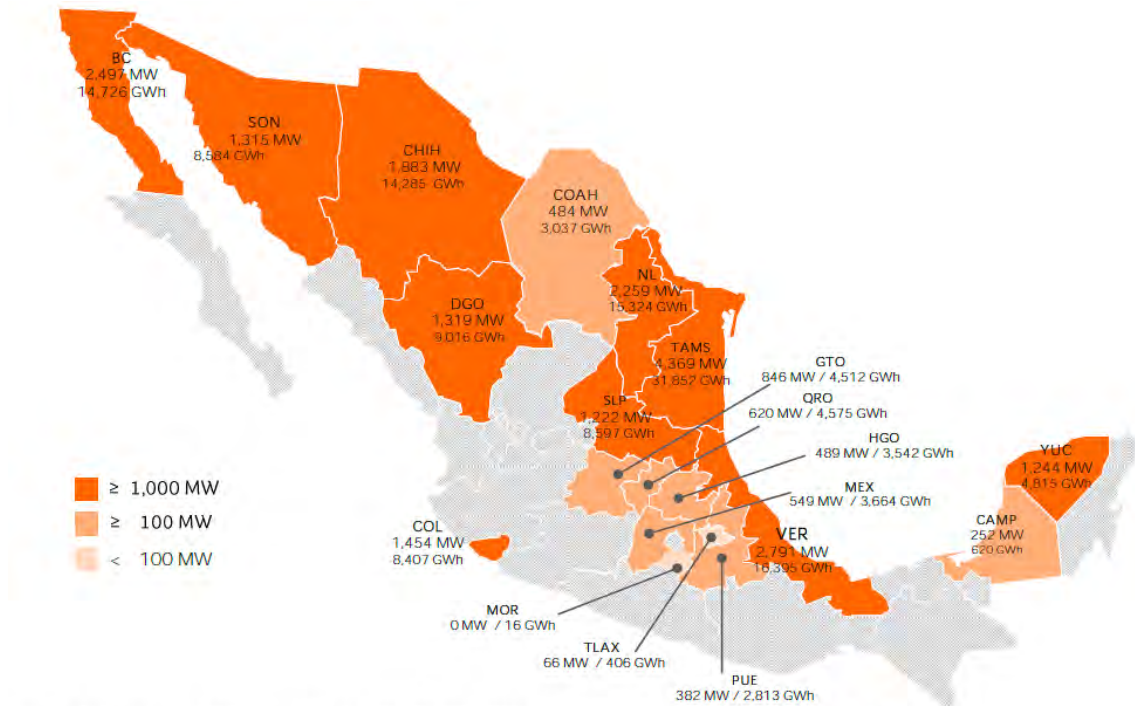 BC
2,497 MW
14,726 GWh
SON
1,315 MW
8,584 GWh
CHIH
1,883 MW
14,285 GWh
COAH
484 MW
3,037 GWh
NL
2,259 MW
15,324 GWh
DGO
1,319 MW
9,016 GWh
TAMS
4,369 MW
31,852 GWh
GTO
846 MW / 4,512 GWh
QRO
620 MW / 4,575 GWh
SLP
1,222 MW
8,597 GWh
HGO
489 MW / 3,542 GWh
YUC
1,244 MW
4,815 GWh
MEX
549 MW / 3,664 GWh
≥ 1,000 MW
≥ 100 MW
< 100 MW
COL
1,454 MW
8,407 GWh
VER
2,791 MW
16,395 GWh
CAMP
252 MW
620 GWh
MOR
0 MW / 16 GWh
TLAX
66 MW / 406 GWh
PUE
382 MW / 2,813 GWh